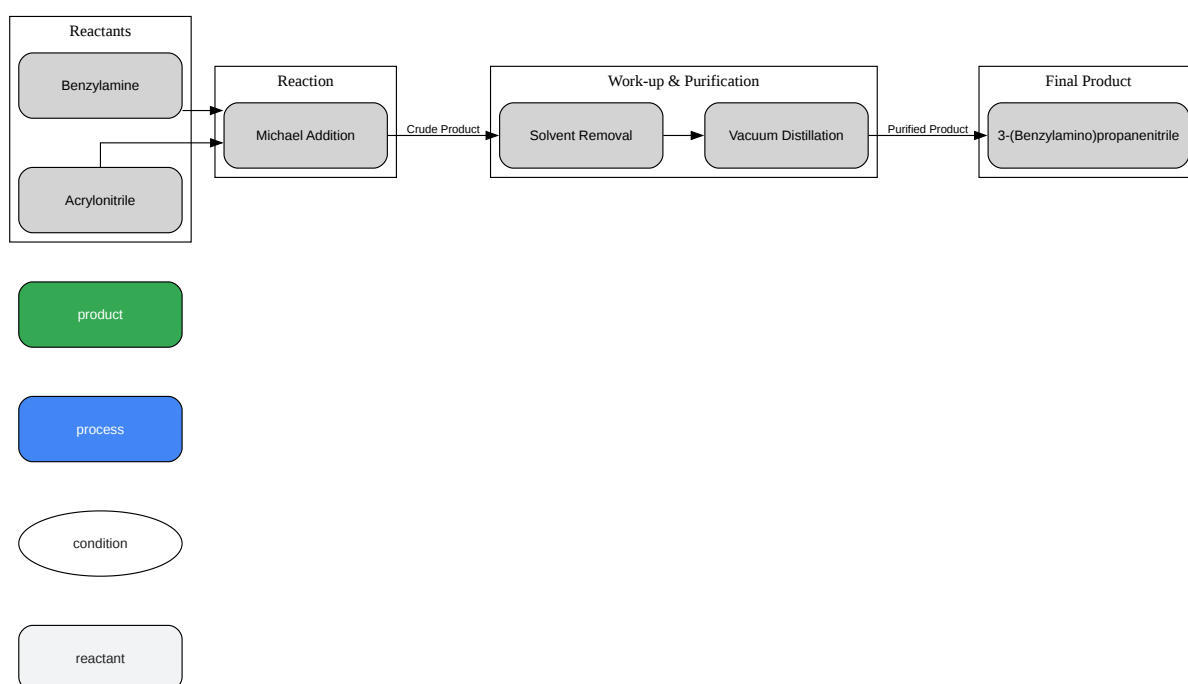 Reactants
Benzylamine
Acrylonitrile
Reaction
Michael Addition
Crude Product
Work-up & Purification
Solvent Removal
Vacuum Distillation
Purified Product
Final Product
3-(Benzylamino)propanenitrile
product
process
condition
reactant